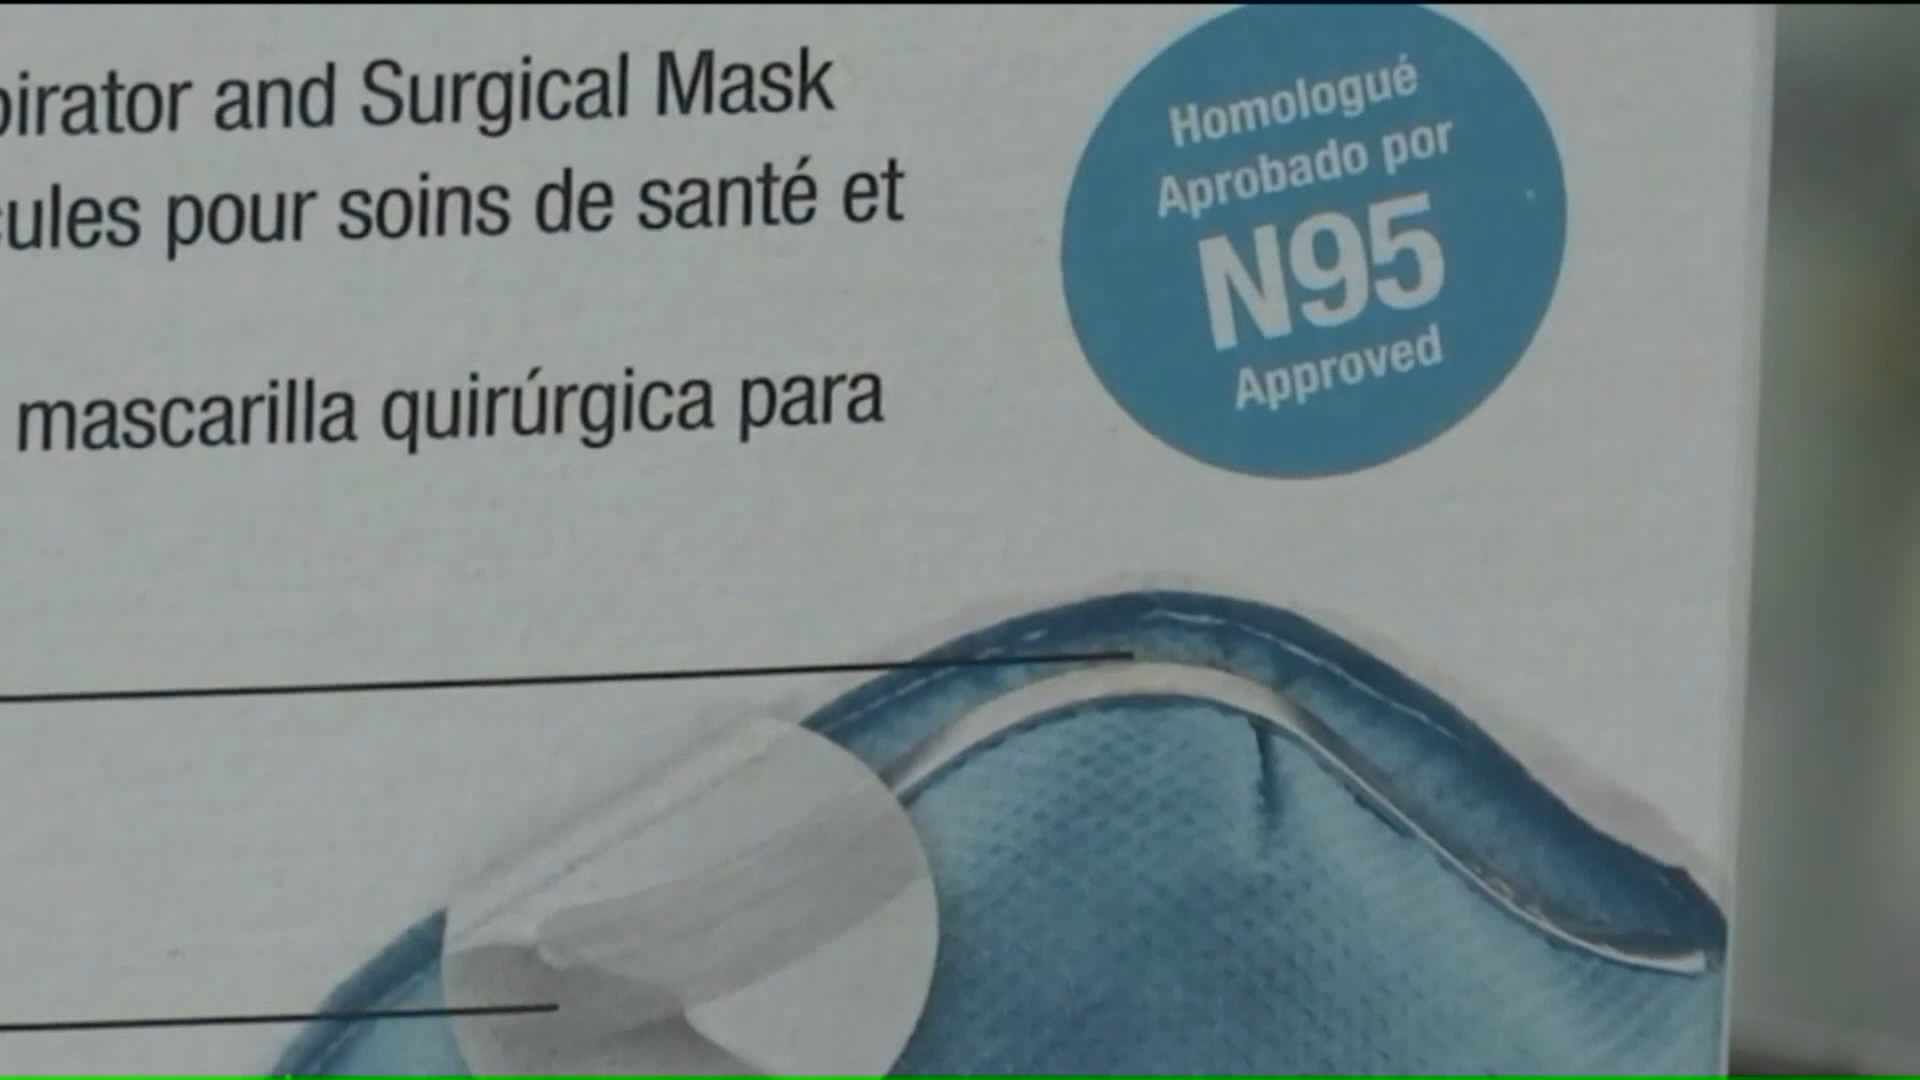 pirator and Surgical Mask
cules pour soins de santé et
mascarilla quirúrgica para
Homologué
Aprobado por
N95
Approved